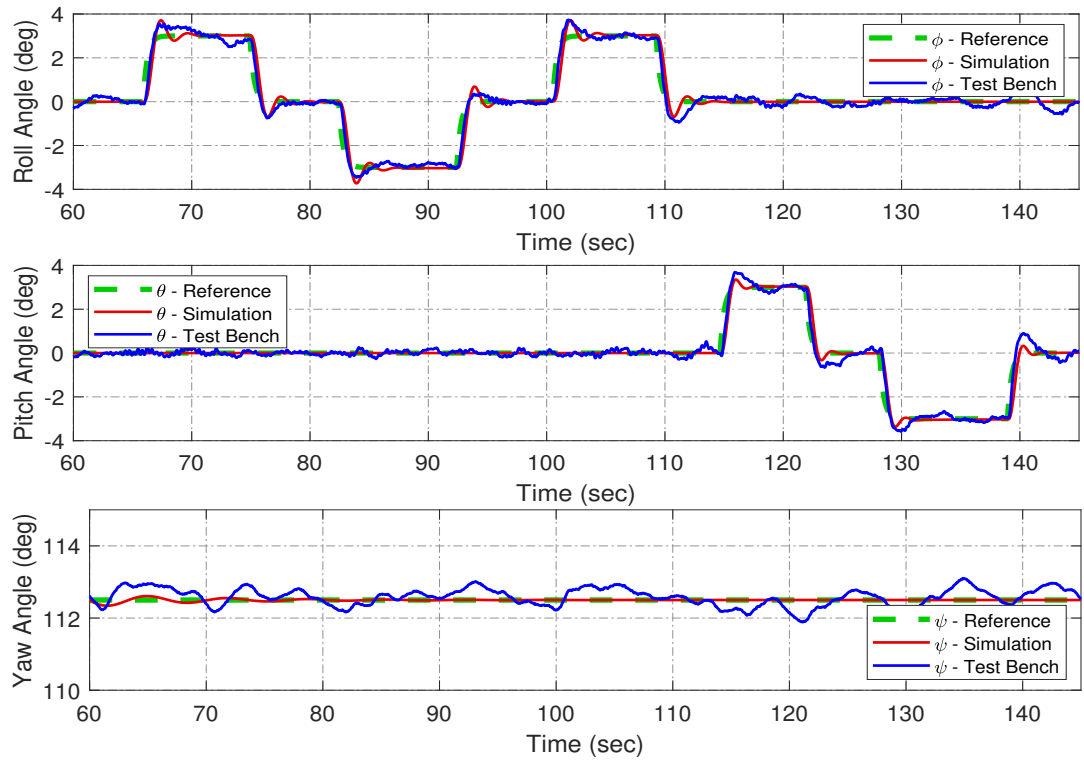 Roll Angle (deg)
4
2
0
-2
-4
ϕ - Reference
ϕ - Simulation
ϕ - Test Bench
60 70 80 90 100 110 120 130 140
Time (sec)
Pitch Angle (deg)
4
2
0
-2
-4
θ - Reference
θ - Simulation
θ - Test Bench
60 70 80 90 100 110 120 130 140
Time (sec)
Yaw Angle (deg)
114
112
110
ψ - Reference
ψ - Simulation
ψ - Test Bench
60 70 80 90 100 110 120 130 140
Time (sec)